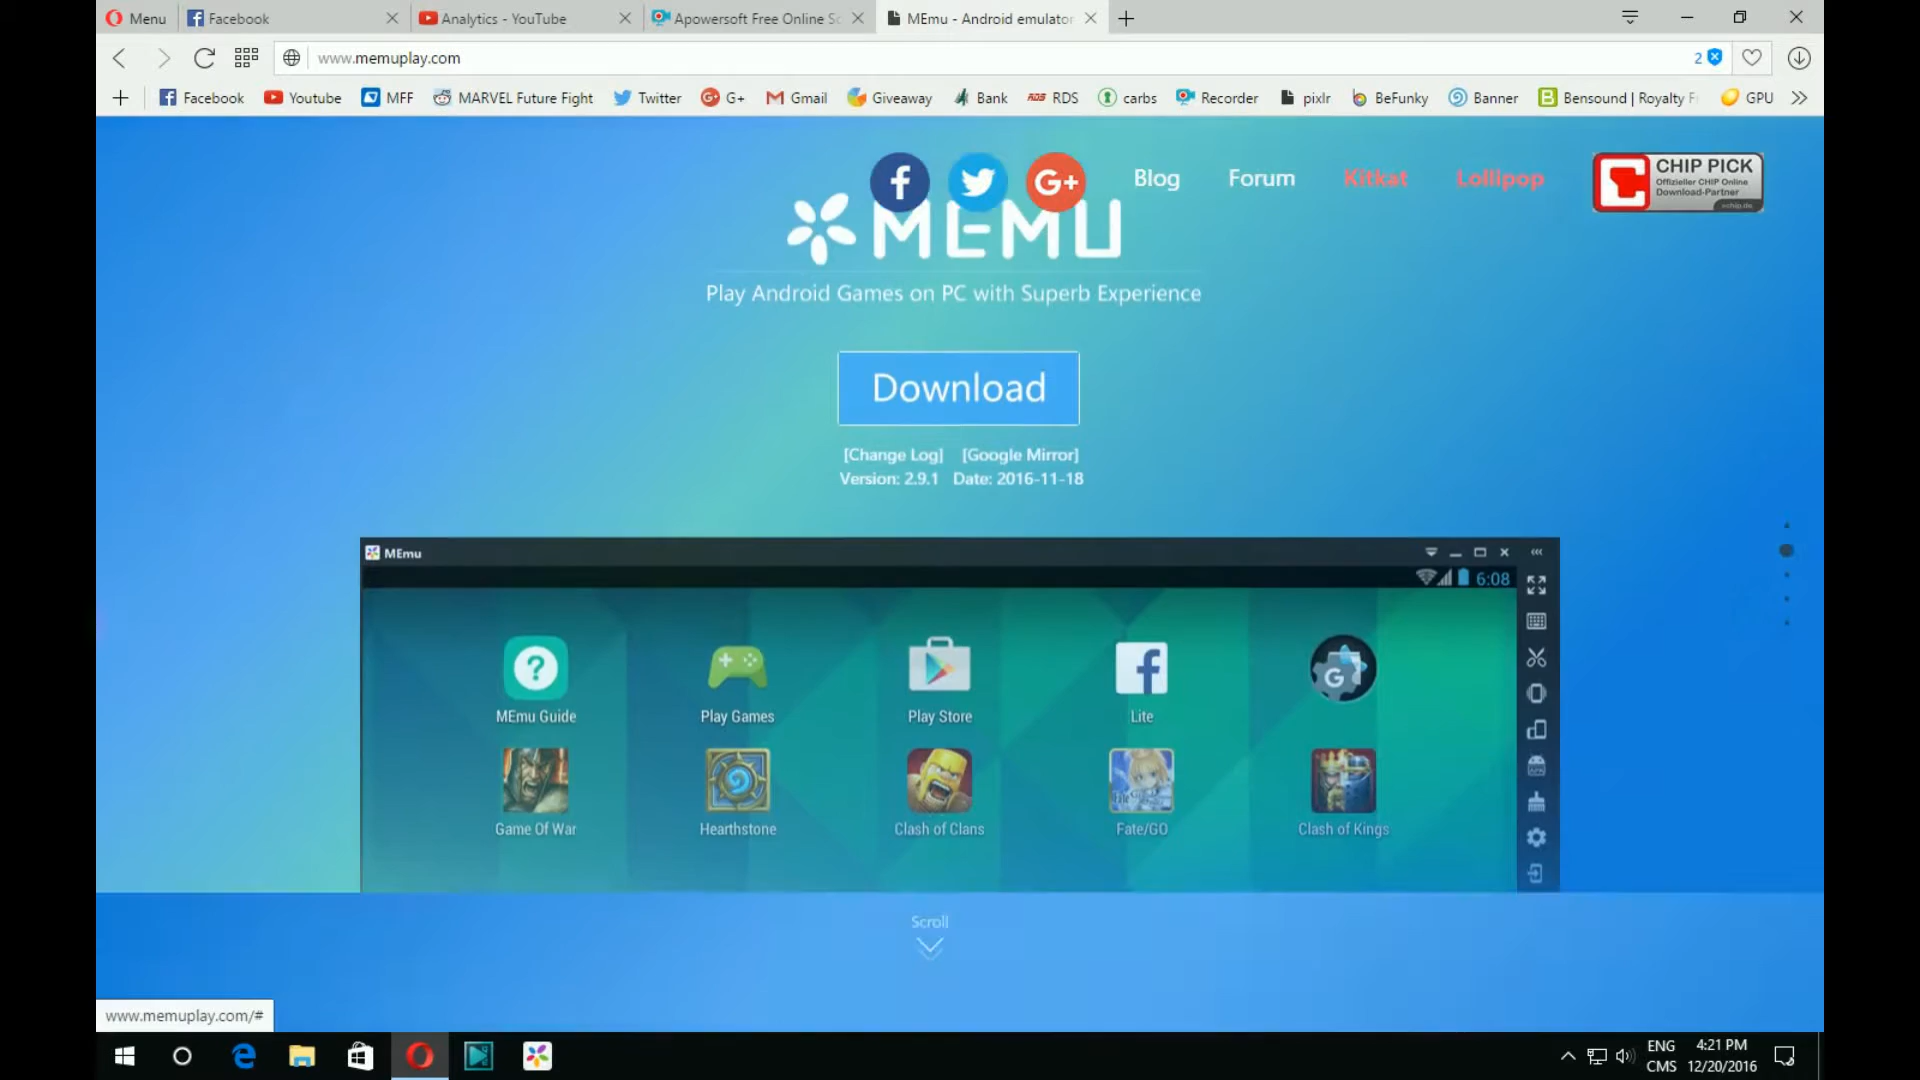 Menu
Facebook
Analytics - YouTube
Apowersoft Free Online Sc
MEmu - Android emulator
www.memuplay.com
2
Facebook
Youtube
MFF
MARVEL Future Fight
Twitter
G+
Gmail
Giveaway
Bank
RDS
carbs
Recorder
pixlr
BeFunky
Banner
Bensound | Royalty F
GPU
Blog
Forum
Kitkat
Lollipop
CHIP PICK
Offizieller CHIP Online
Download-Partner
MEMU
Play Android Games on PC with Superb Experience
Download
[Change Log] [Google Mirror]
Version: 2.9.1 Date: 2016-11-18
MEmu
6:08
MEmu Guide
Play Games
Play Store
Lite
Game Of War
Hearthstone
Clash of Clans
Fate/GO
Clash of Kings
Scroll
www.memuplay.com/#
ENG
CMS
4:21 PM
12/20/2016